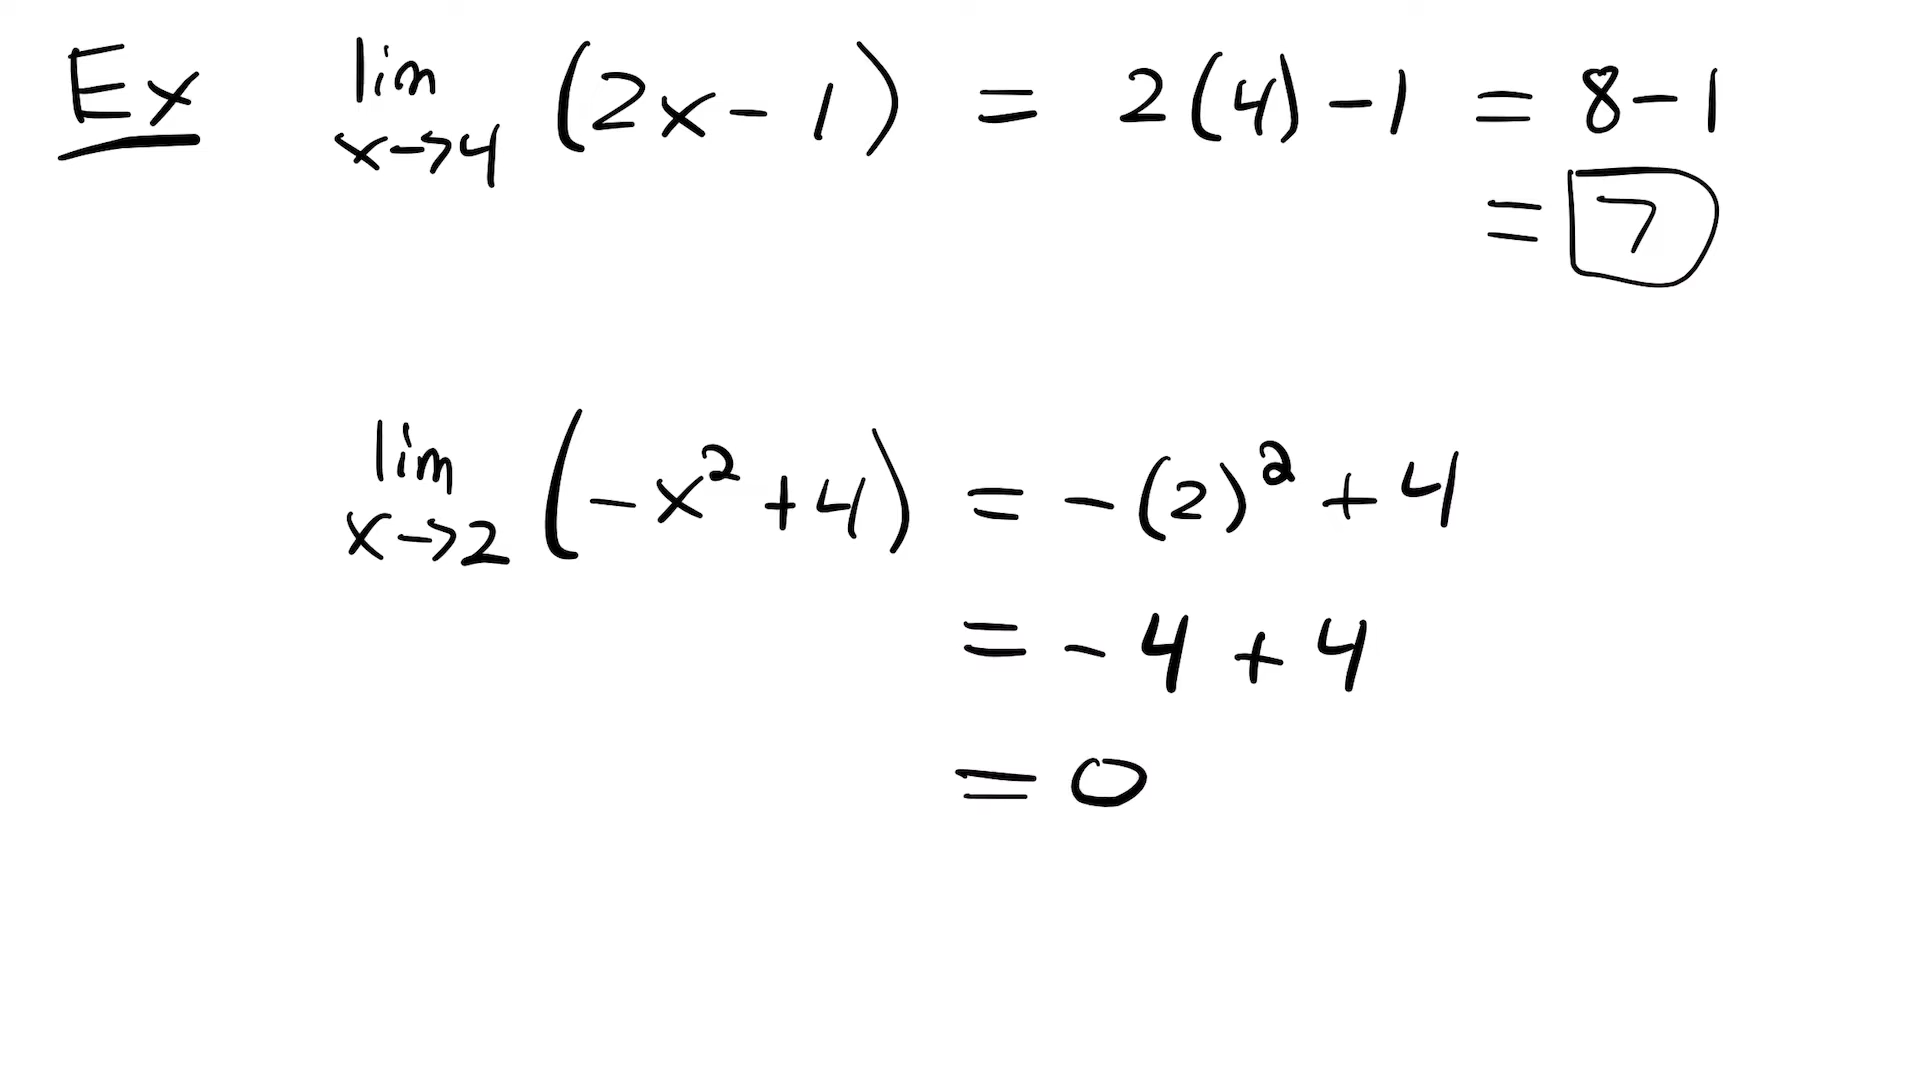 Ex lim x→4 (2x - 1) = 2(4) - 1 = 8 - 1
= 7
lim x→2 (-x² + 4) = -(2)² + 4
= -4 + 4
= 0